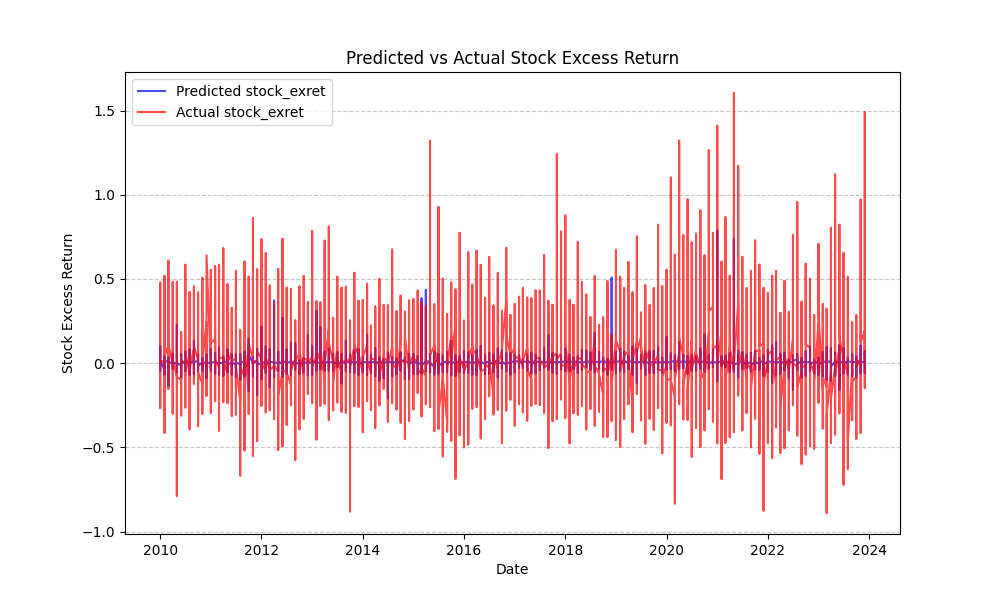 Predicted vs Actual Stock Excess Return
Predicted stock_exret
Actual stock_exret
Stock Excess Return
1.5
1.0
0.5
0.0
−0.5
−1.0
2010 2012 2014 2016 2018 2020 2022 2024
Date